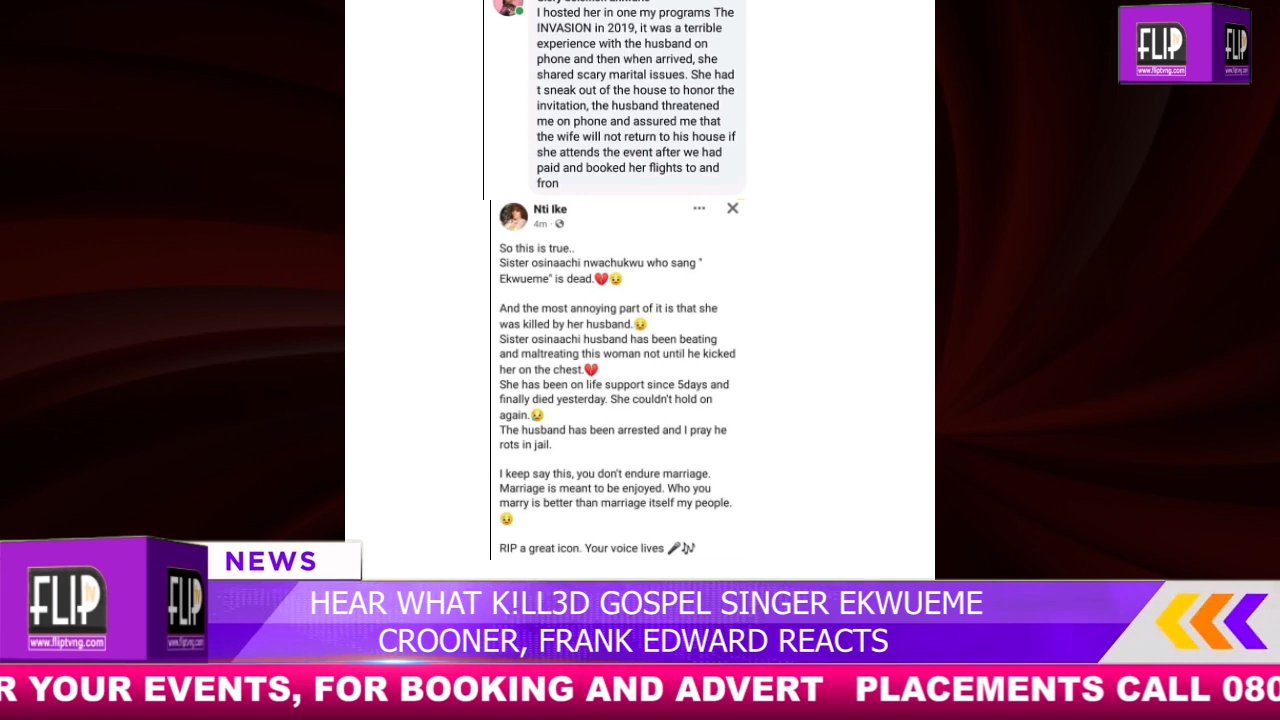 I hosted her in one my programs The
INVASION in 2019, it was a terrible
experience with the husband on
phone and then when arrived, she
shared scary marital issues. She had
t sneak out of the house to honor the
invitation, the husband threatened
me on phone and assured me that
the wife will not return to his house if
she attends the event after we had
paid and booked her flights to and
fron
FLIP
www.fliptvng.com
FLIP
Nti Ike
4m
So this is true..
Sister osinaachi nwachukwu who sang "
Ekwueme" is dead.💔😣
And the most annoying part of it is that she
was killed by her husband.😣
Sister osinaachi husband has been beating
and maltreating this woman not until he kicked
her on the chest.💔
She has been on life support since 5days and
finally died yesterday. She couldn't hold on
again.😢
The husband has been arrested and I pray he
rots in jail.
I keep say this, you don't endure marriage.
Marriage is meant to be enjoyed. Who you
marry is better than marriage itself my people.
😣
RIP a great icon. Your voice lives 🎤🎶
NEWS
FLIP tv
www.fliptvng.com
FLIP
HEAR WHAT K!LL3D GOSPEL SINGER EKWUEME
CROONER, FRANK EDWARD REACTS
R YOUR EVENTS, FOR BOOKING AND ADVERT PLACEMENTS CALL 080